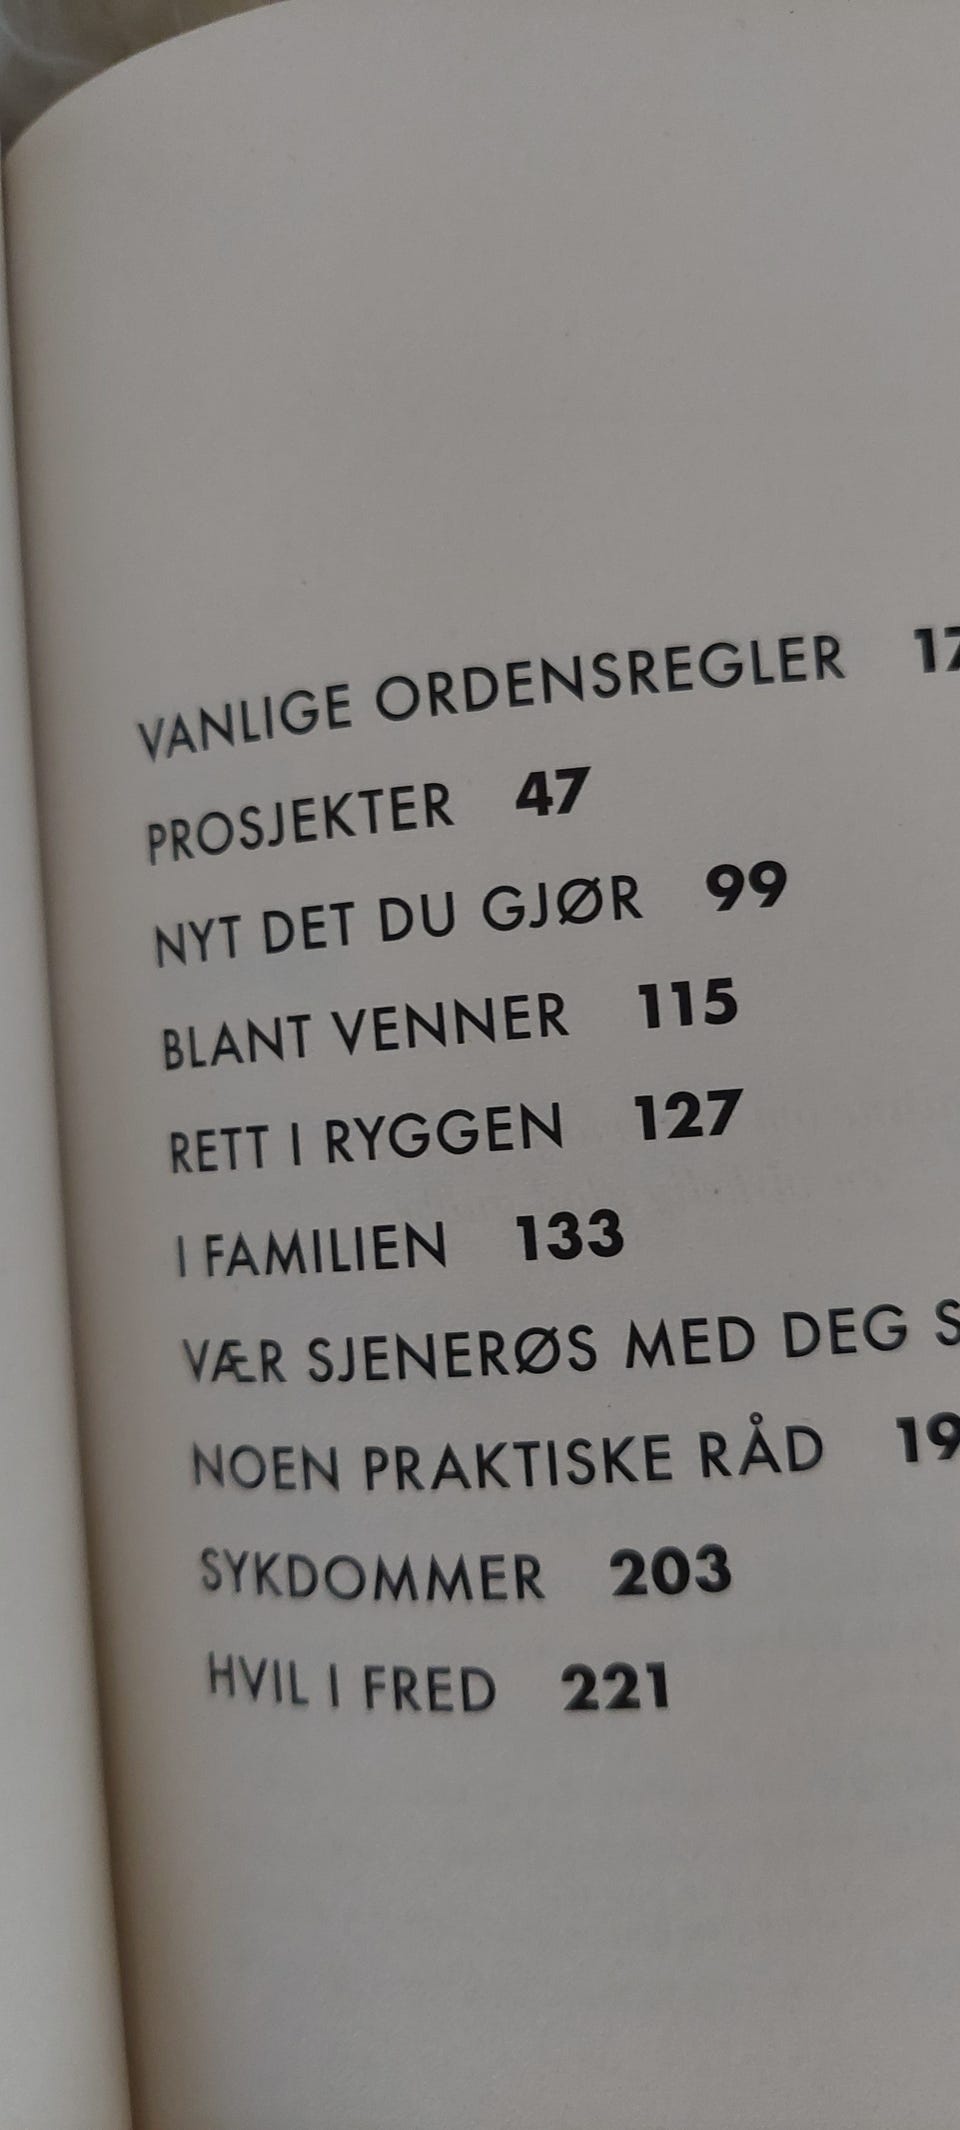 VANLIGE ORDENSREGLER
PROSJEKTER 47
NYT DET DU GJØR 99
BLANT VENNER 115
RETT I RYGGEN 127
I FAMILIEN 133
VÆR SJENERØS MED DEG
NOEN PRAKTISKE RÅD
SYKDOMMER 203
HVIL I FRED 221